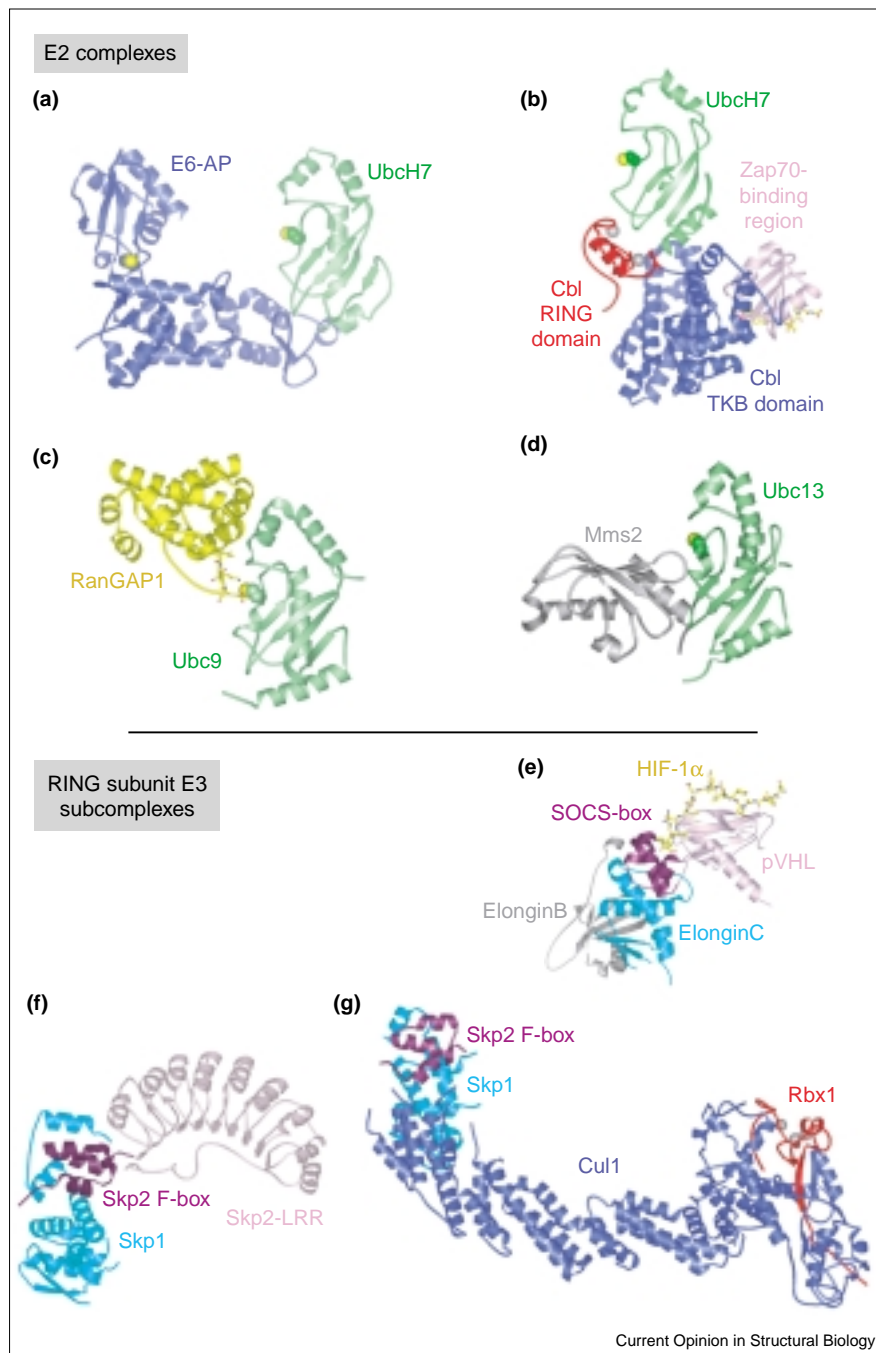 E2 complexes
(a)
E6-AP
UbcH7
(b)
UbcH7
Zap70-
binding
region
Cbl
RING
domain
Cbl
TKB domain
(c)
RanGAP1
Ubc9
(d)
Mms2
Ubc13
RING subunit E3
subcomplexes
(e)
HIF-1α
SOCS-box
pVHL
ElonginB
ElonginC
(f)
Skp2 F-box
Skp2-LRR
Skp1
(g)
Skp2 F-box
Skp1
Cul1
Rbx1
Current Opinion in Structural Biology